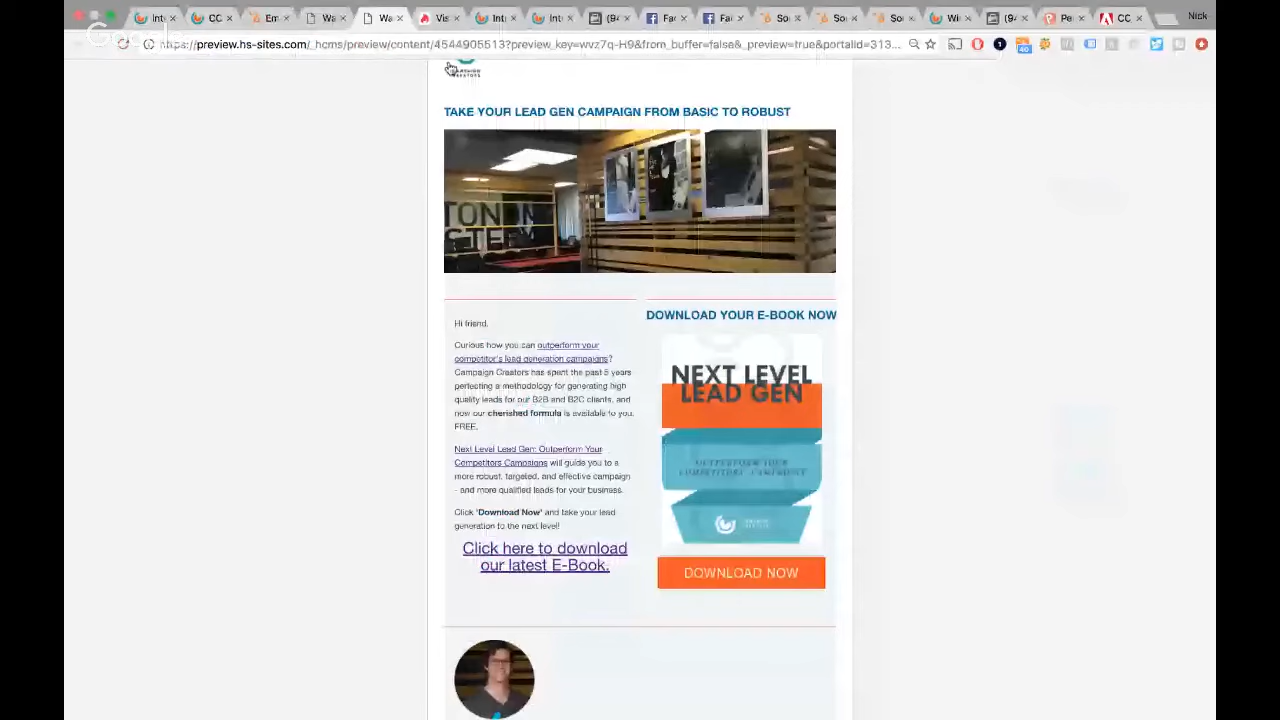 Nick
https://preview.hs-sites.com/_hcms/preview/content/4544905513?preview_key=wvz7q-H9&from_buffer=false&_preview=true&portalId=313...
TAKE YOUR LEAD GEN CAMPAIGN FROM BASIC TO ROBUST
Hi friend,
Curious how you can outperform your
competitor's lead generation campaigns?
Campaign Creators has spent the past 5 years
perfecting a methodology for generating high
quality leads for our B2B and B2C clients, and
now our cherished formula is available to you,
FREE.
Next Level Lead Gen: Outperform Your
Competitors Campaigns will guide you to a
more robust, targeted, and effective campaign
- and more qualified leads for your business.
Click 'Download Now' and take your lead
generation to the next level!
Click here to download
our latest E-Book.
DOWNLOAD YOUR E-BOOK NOW
NEXT LEVEL
LEAD GEN
OUTPERFORM YOUR
COMPETITORS' CAMPAIGNS
DOWNLOAD NOW